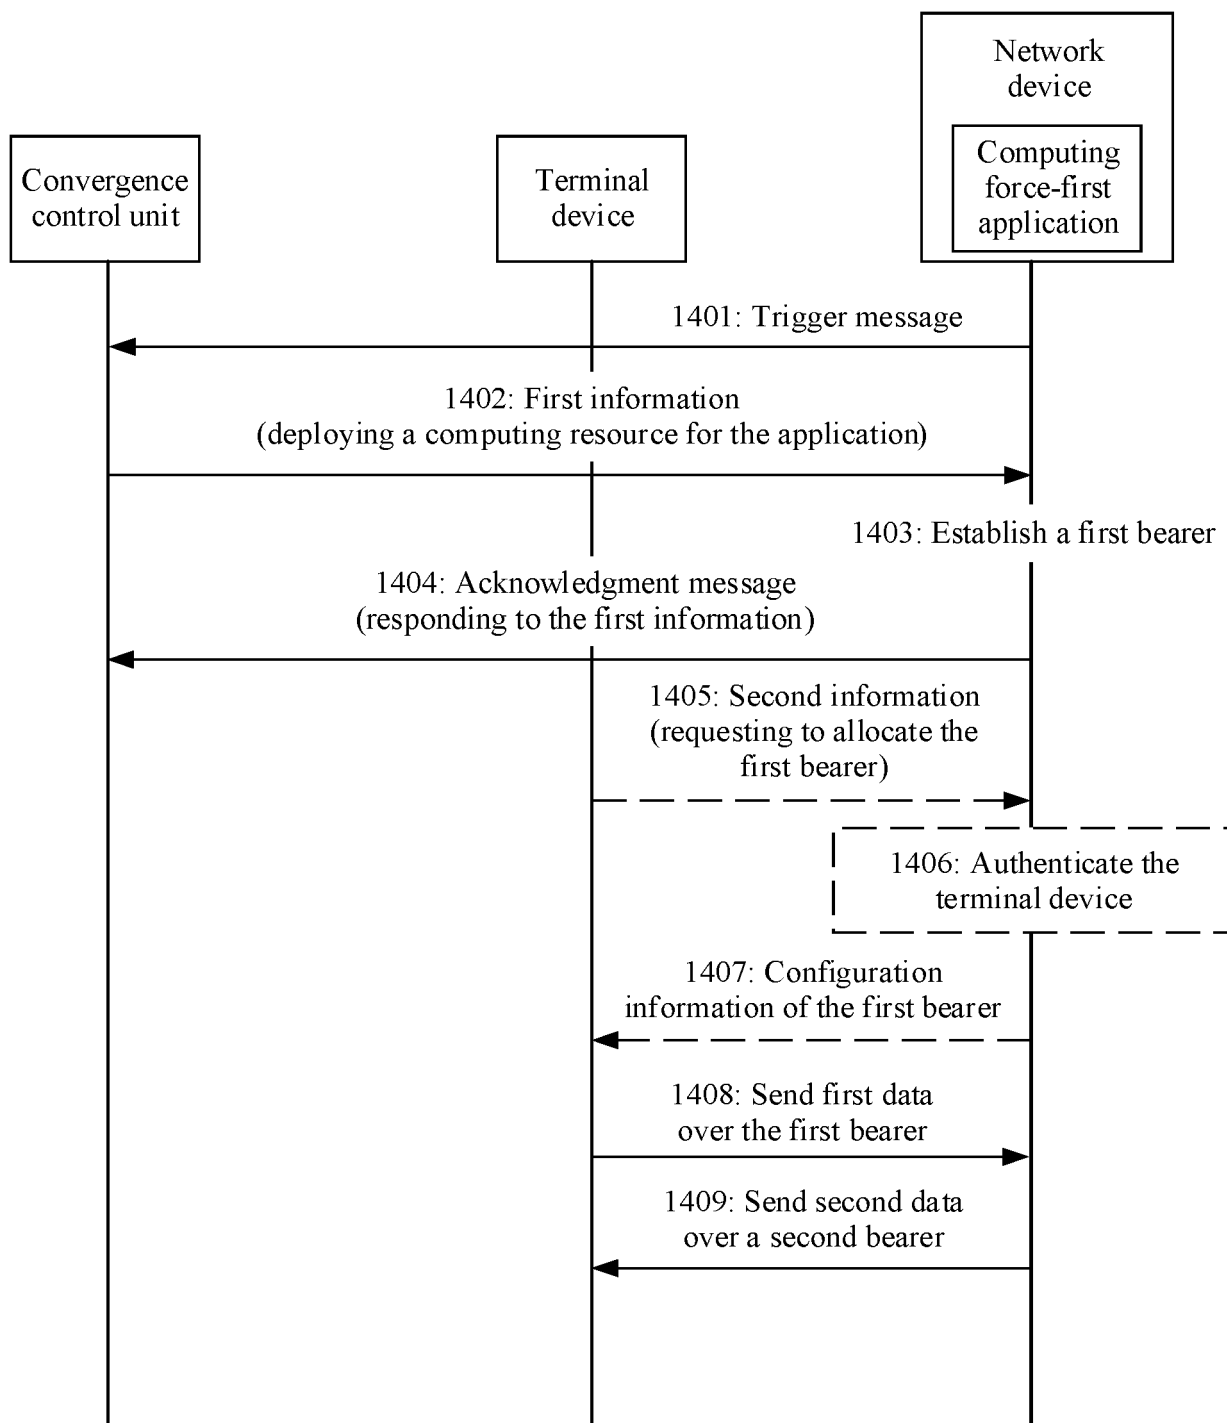 Network
device
Convergence
control unit
Terminal
device
Computing
force-first
application
1401: Trigger message
1402: First information
(deploying a computing resource for the application)
1403: Establish a first bearer
1404: Acknowledgment message
(responding to the first information)
1405: Second information
(requesting to allocate the
first bearer)
1406: Authenticate the
terminal device
1407: Configuration
information of the first bearer
1408: Send first data
over the first bearer
1409: Send second data
over a second bearer